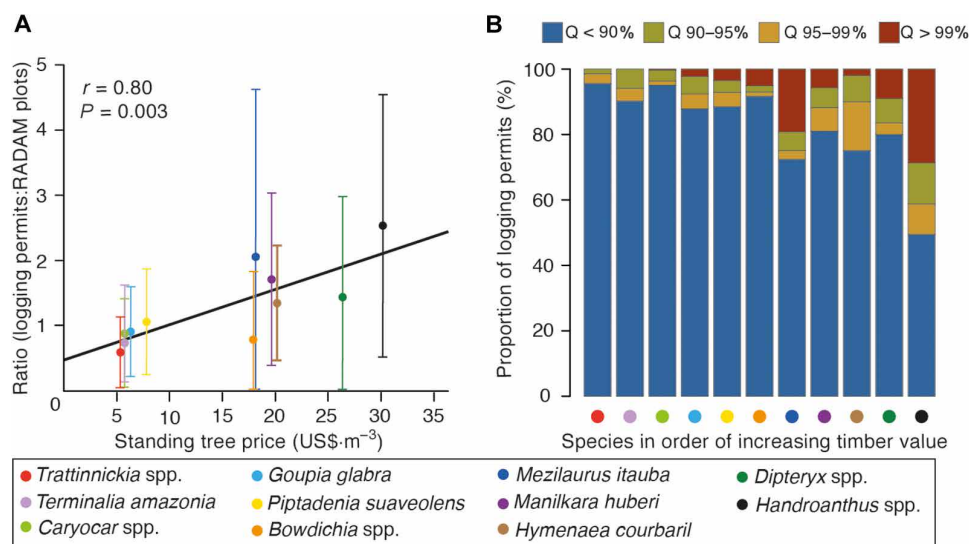 A
B
Q < 90%
Q 90–95%
Q 95–99%
Q > 99%
r = 0.80
P = 0.003
Ratio (logging permits:RADAM plots)
5
4
3
2
1
0
5
10
15
20
25
30
35
Standing tree price (US$·m⁻³)
Proportion of logging permits (%)
100
80
60
40
20
0
Species in order of increasing timber value
Trattinnickia spp.
Terminalia amazonia
Caryocar spp.
Goupia glabra
Piptadenia suaveolens
Bowdichia spp.
Mezilaurus itauba
Manilkara huberi
Hymenaea courbaril
Dipteryx spp.
Handroanthus spp.